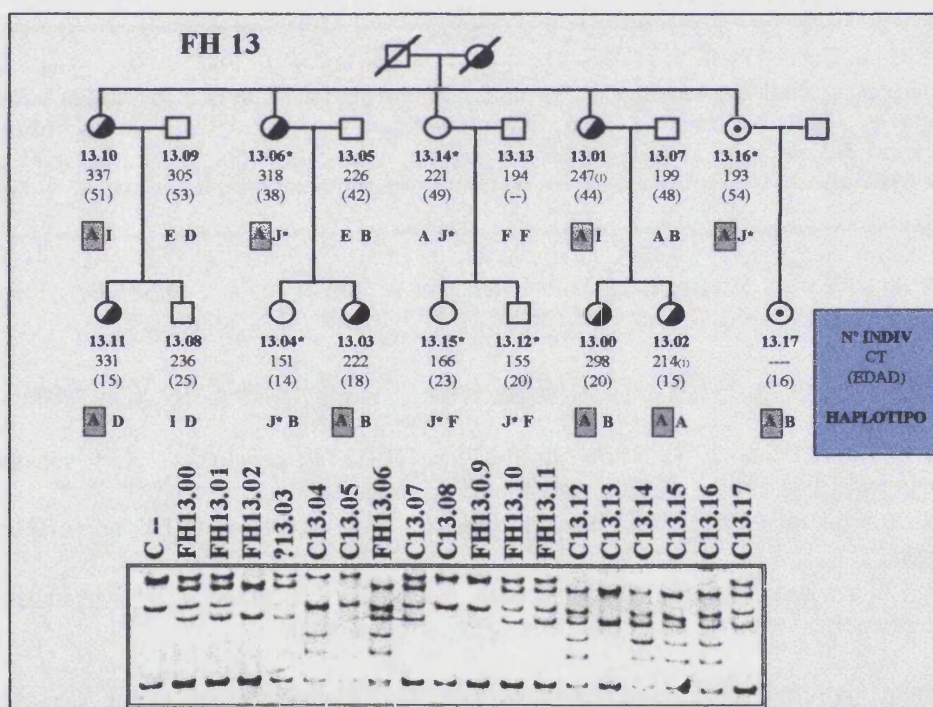 FH 13
13.10 13.09 13.06* 13.05 13.14* 13.13 13.01 13.07 13.16*
337 305 318 226 221 194 247(1) 199 193
(51) (53) (38) (42) (49) (--) (44) (48) (54)
A I E D A J* E B A J* F F A I A B A J*
13.11 13.08 13.04* 13.03 13.15* 13.12* 13.00 13.02 13.17
331 236 151 222 166 155 298 214(1) ---
(15) (25) (14) (18) (23) (20) (20) (15) (16)
A D I D J* B A B J* F J* F A B A A A B
Nº INDIV
CT
(EDAD)
HAPLOTIPO
C --
FH13.00
FH13.01
FH13.02
?13.03
C13.04
C13.05
FH13.06
C13.07
C13.08
FH13.0.9
FH13.10
FH13.11
C13.12
C13.13
C13.14
C13.15
C13.16
C13.17